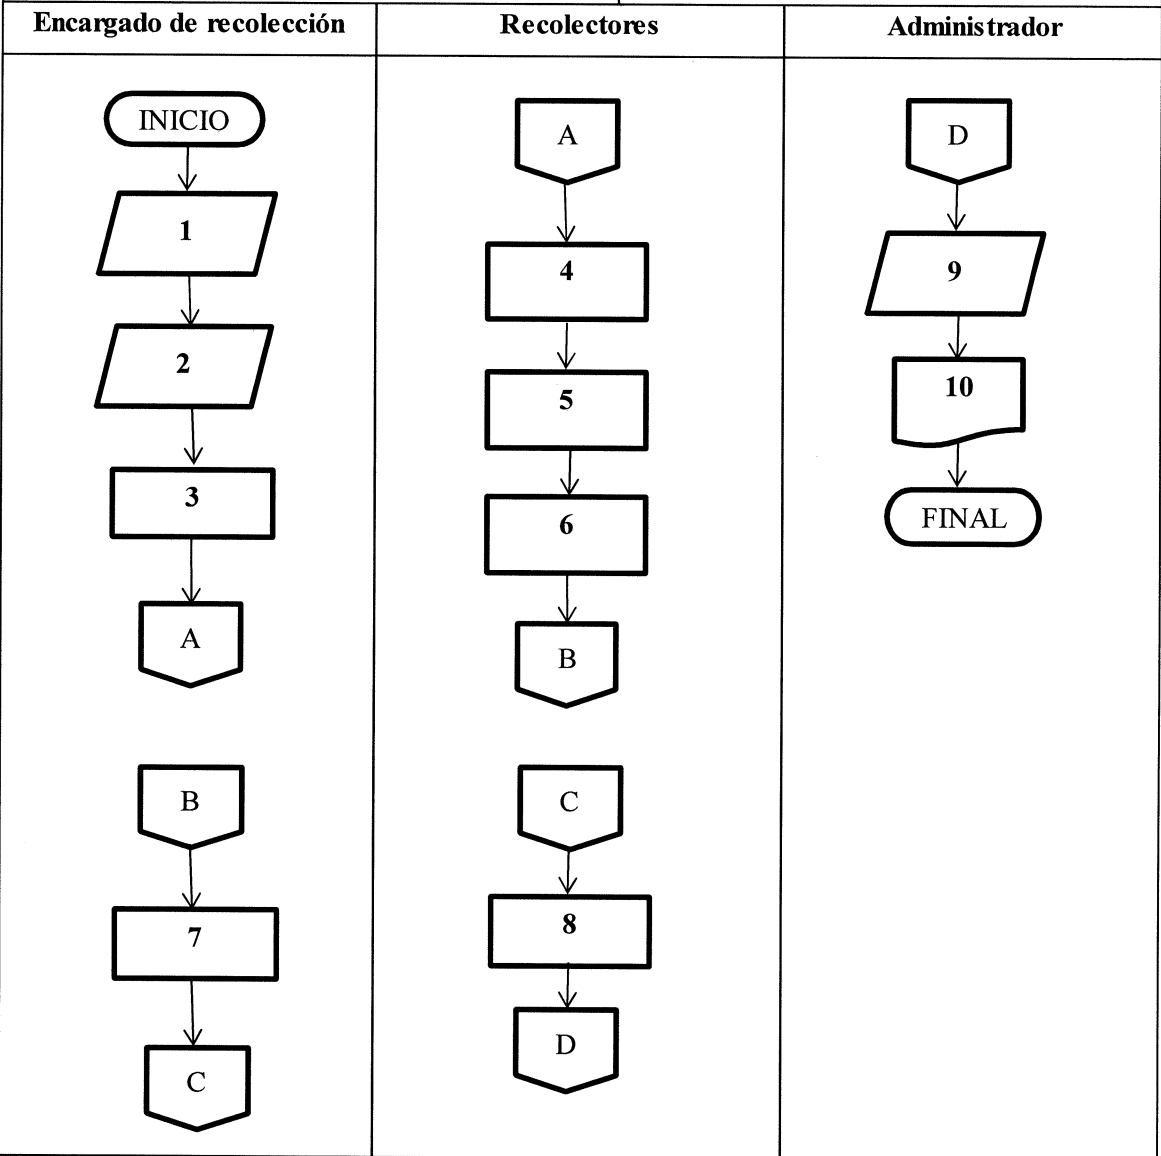 Encargado de recolección
Recolectores
Administrador
INICIO
1
2
3
A
B
7
C
A
4
5
6
B
C
8
D
D
9
10
FINAL